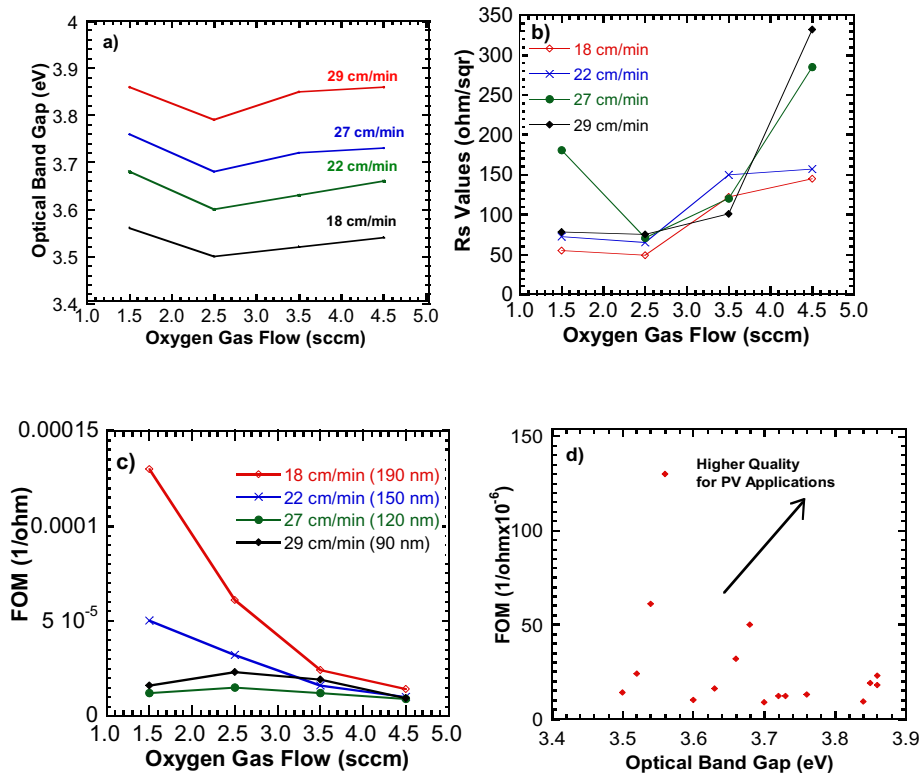 a)
Optical Band Gap (eV)
4
3.9
3.8
3.7
3.6
3.5
3.4
29 cm/min
27 cm/min
22 cm/min
18 cm/min
1.0 1.5 2.0 2.5 3.0 3.5 4.0 4.5 5.0
Oxygen Gas Flow (sccm)
b)
Rs Values (ohm/sqr)
350
300
250
200
150
100
50
0
18 cm/min
22 cm/min
27 cm/min
29 cm/min
1.0 1.5 2.0 2.5 3.0 3.5 4.0 4.5 5.0
Oxygen Gas Flow (sccm)
c)
FOM (1/ohm)
0.00015
0.0001
5 10⁻⁵
0
18 cm/min (190 nm)
22 cm/min (150 nm)
27 cm/min (120 nm)
29 cm/min (90 nm)
1.0 1.5 2.0 2.5 3.0 3.5 4.0 4.5 5.0
Oxygen Gas Flow (sccm)
d)
FOM (1/ohmx10⁻⁶)
150
100
50
0
Higher Quality
for PV Applications
3.4 3.5 3.6 3.7 3.8 3.9
Optical Band Gap (eV)